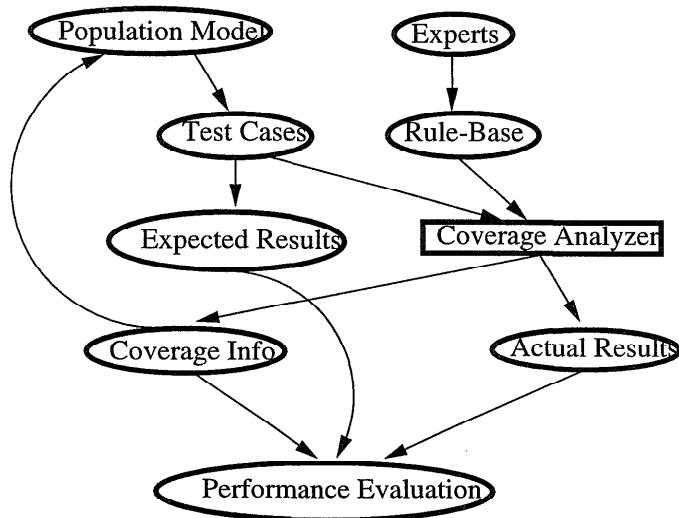 Population Model
Experts
Test Cases
Rule-Base
Expected Results
Coverage Analyzer
Coverage Info
Actual Results
Performance Evaluation